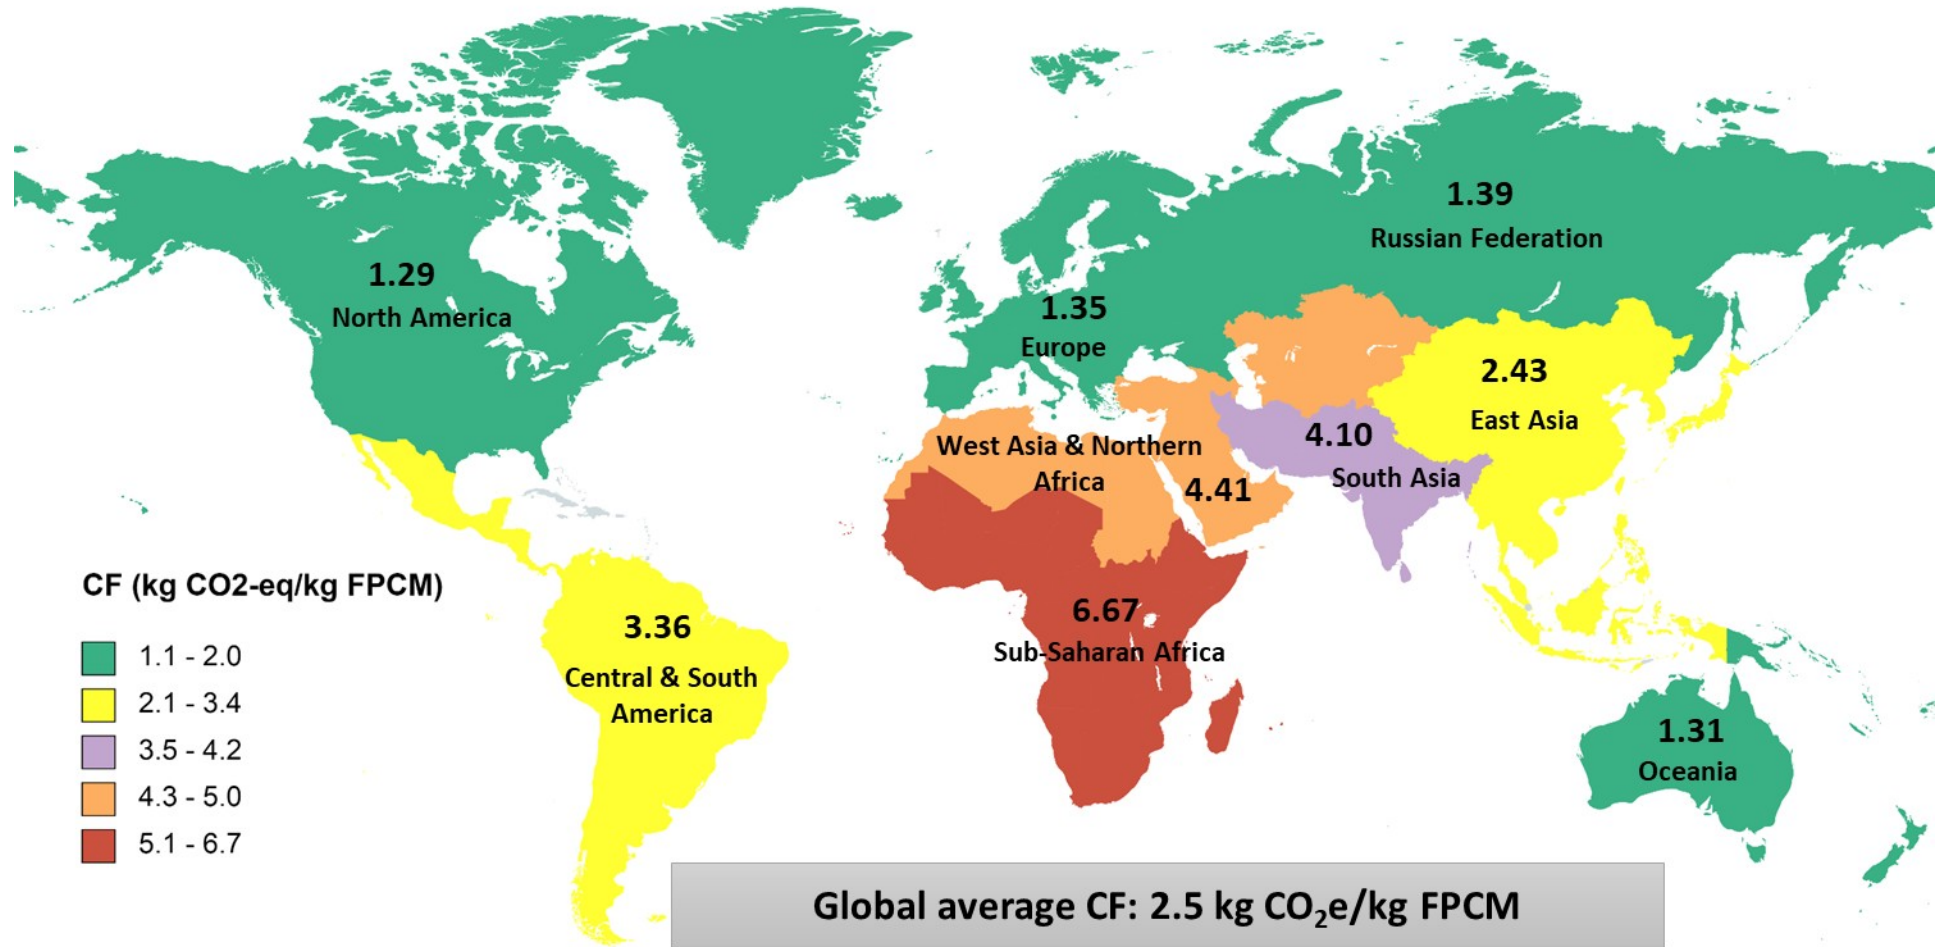 1.39
Russian Federation
1.29
North America
1.35
Europe
2.43
East Asia
4.10
South Asia
West Asia & Northern
Africa
4.41
6.67
Sub-Saharan Africa
3.36
Central & South
America
1.31
Oceania
CF (kg CO2-eq/kg FPCM)
1.1 - 2.0
2.1 - 3.4
3.5 - 4.2
4.3 - 5.0
5.1 - 6.7
Global average CF: 2.5 kg CO₂e/kg FPCM